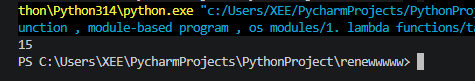 thon\Python314\python.exe "c:/Users/XEE/PycharmProjects/PythonProj
unction , module-based program , os modules/1. lambda functions/ta
15
PS C:\Users\XEE\PycharmProjects\PythonProject\renewwwww>